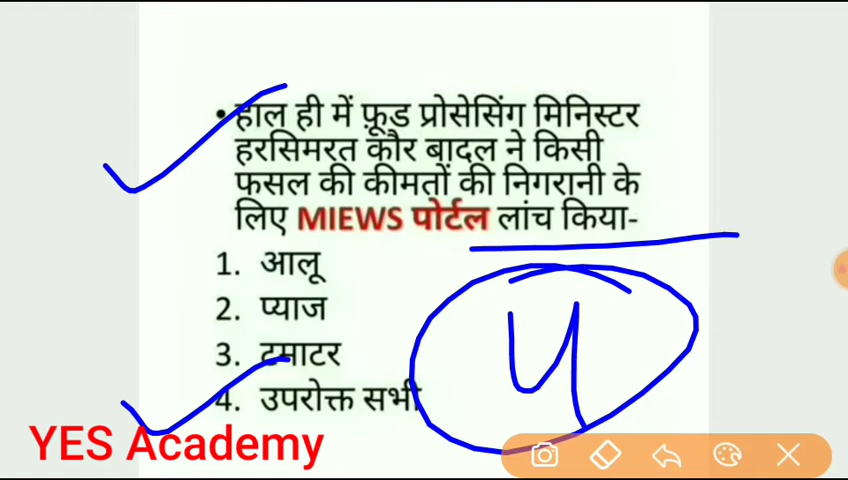 • हाल ही में फ़ूड प्रोसेसिंग मिनिस्टर
हरसिमरत कौर बादल ने किसी
फसल की कीमतों की निगरानी के
लिए MIEWS पोर्टल लांच किया-
1. आलू
2. प्याज
3. टमाटर
4. उपरोक्त सभी
4
YES Academy